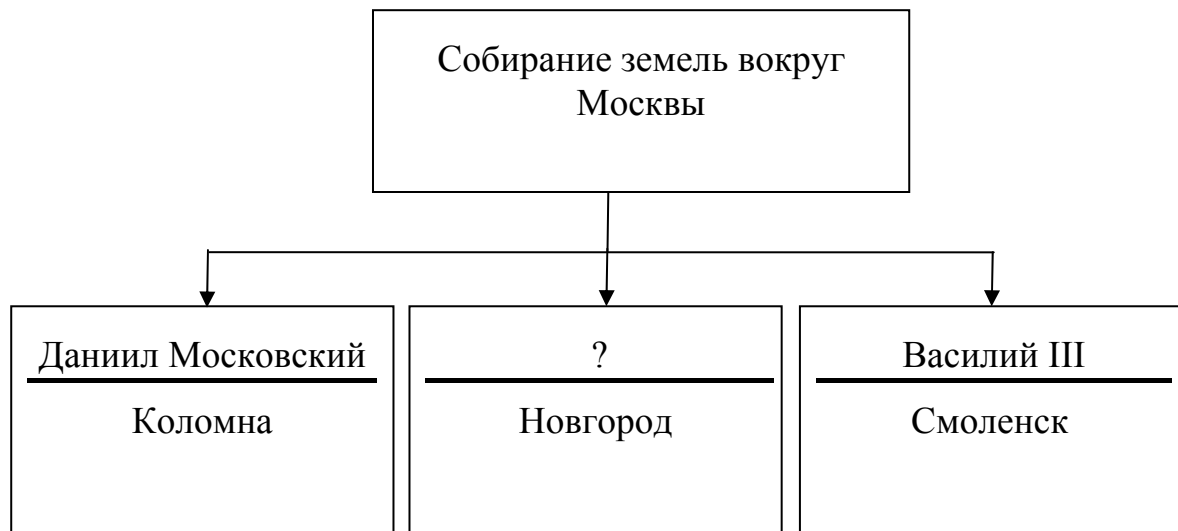 Собирание земель вокруг
Москвы
Даниил Московский
Коломна
?
Новгород
Василий III
Смоленск